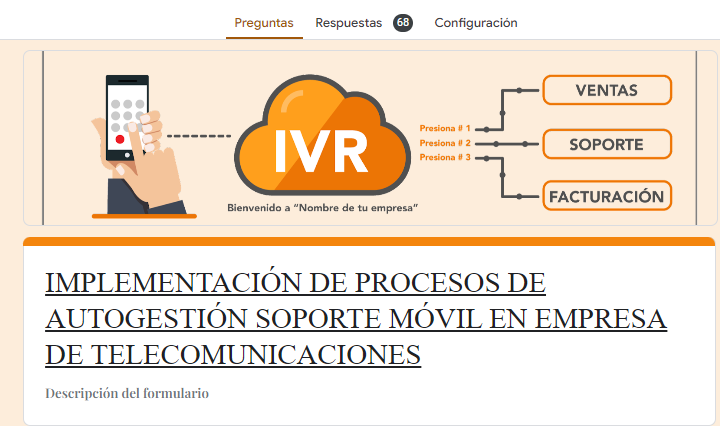 Preguntas Respuestas 68 Configuración
IVR
Bienvenido a “Nombre de tu empresa”
Presiona # 1
Presiona # 2
Presiona # 3
VENTAS
SOPORTE
FACTURACIÓN
IMPLEMENTACIÓN DE PROCESOS DE
AUTOGESTIÓN SOPORTE MÓVIL EN EMPRESA
DE TELECOMUNICACIONES
Descripción del formulario